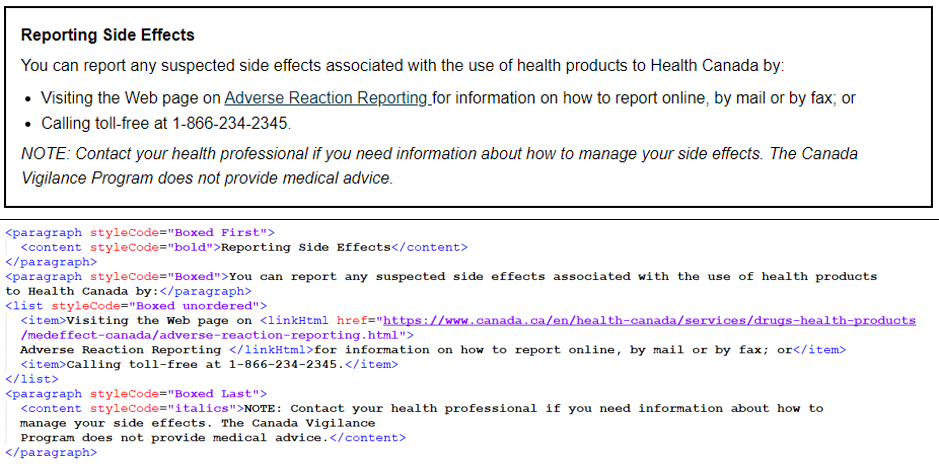 Reporting Side Effects
You can report any suspected side effects associated with the use of health products to Health Canada by:
• Visiting the Web page on Adverse Reaction Reporting for information on how to report online, by mail or by fax; or
• Calling toll-free at 1-866-234-2345.
NOTE: Contact your health professional if you need information about how to manage your side effects. The Canada
Vigilance Program does not provide medical advice.
<paragraph styleCode="Boxed First">
  <content styleCode="bold">Reporting Side Effects</content>
</paragraph>
<paragraph styleCode="Boxed">You can report any suspected side effects associated with the use of health products
to Health Canada by:</paragraph>
<list styleCode="Boxed unordered">
  <item>Visiting the Web page on <linkHtml href="https://www.canada.ca/en/health-canada/services/drugs-health-products
  /medeffect-canada/adverse-reaction-reporting.html">
  Adverse Reaction Reporting </linkHtml>for information on how to report online, by mail or by fax; or</item>
  <item>Calling toll-free at 1-866-234-2345.</item>
</list>
<paragraph styleCode="Boxed Last">
  <content styleCode="italics">NOTE: Contact your health professional if you need information about how to
  manage your side effects. The Canada Vigilance
  Program does not provide medical advice.</content>
</paragraph>